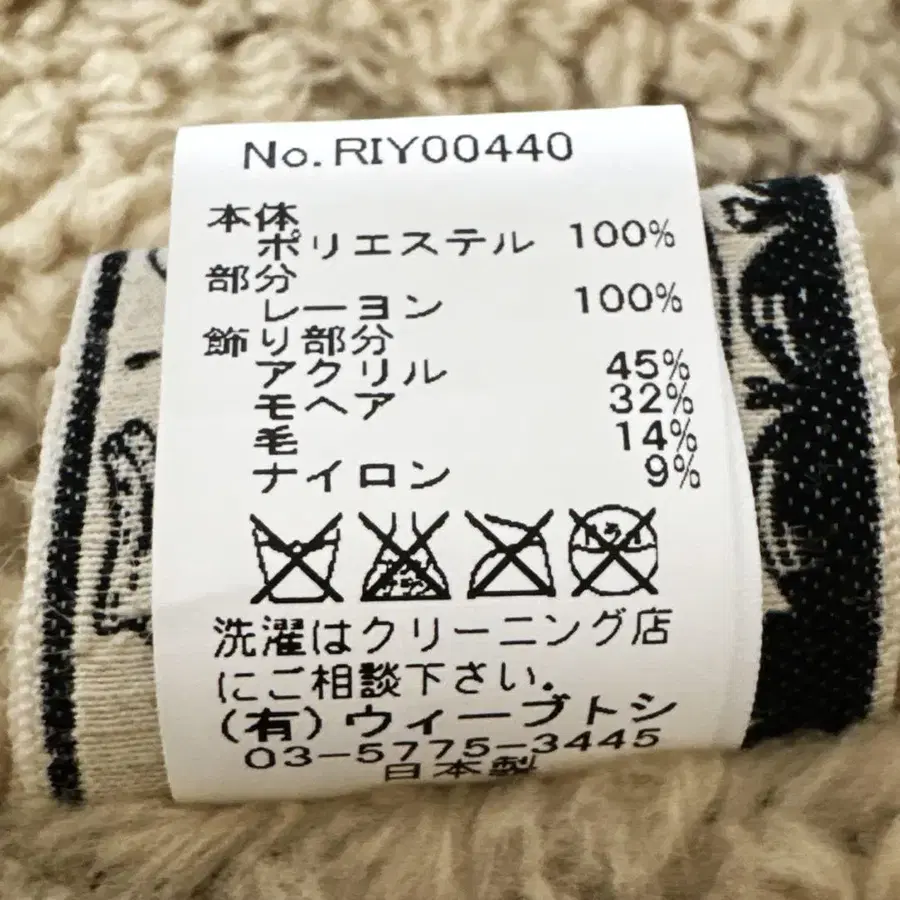 No.RIY00440
本体
ポリエステル 100%
部分
レーヨン 100%
飾り部分
アクリル 45%
モヘア 32%
毛 14%
ナイロン 9%
洗濯はクリーニング店
にご相談下さい.
(有)ウィーブトシ
03-5775-3445
日本製